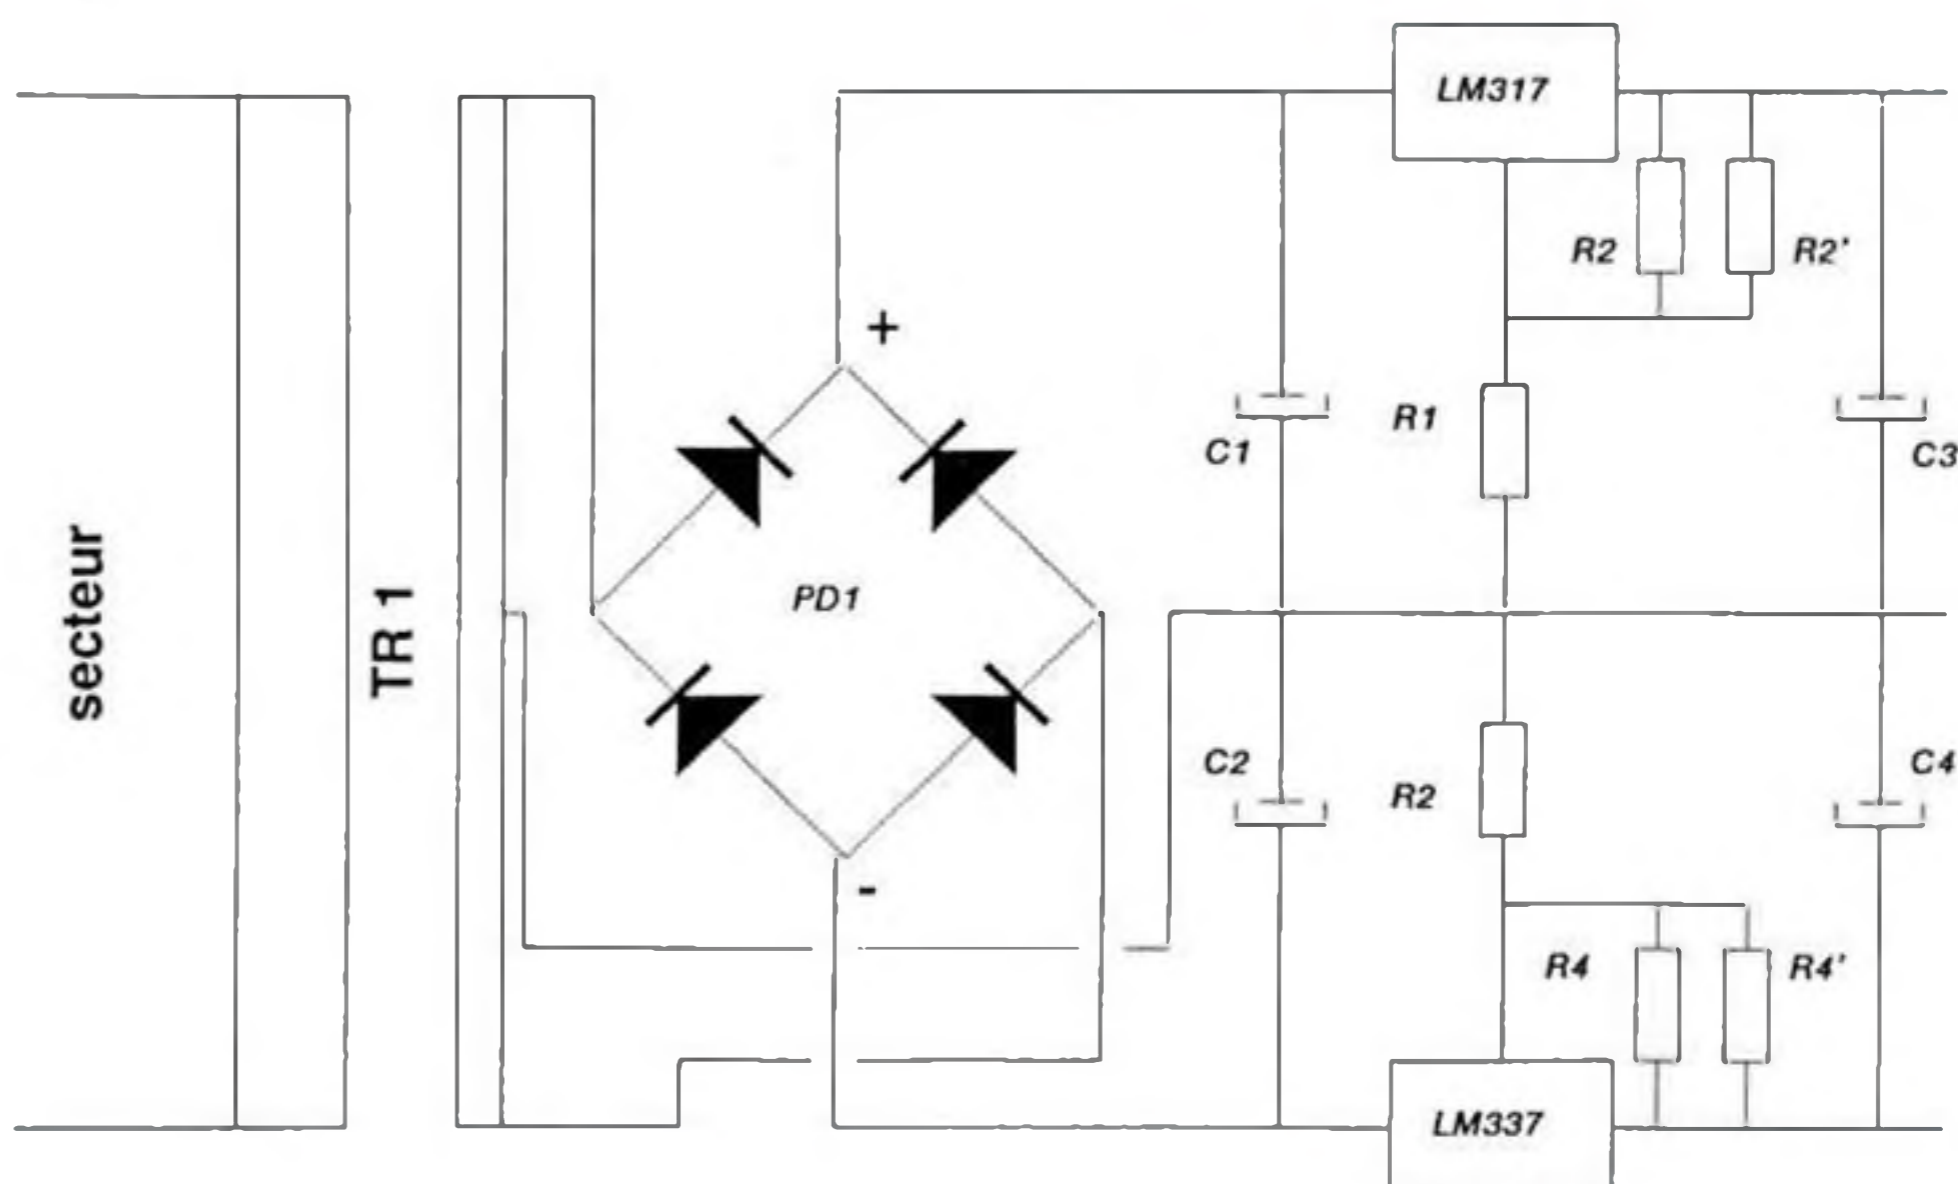 LM317
R2
R2'
+
R1
C1
C3
secteur
TR 1
PD1
C2
R2
C4
-
R4
R4'
LM337